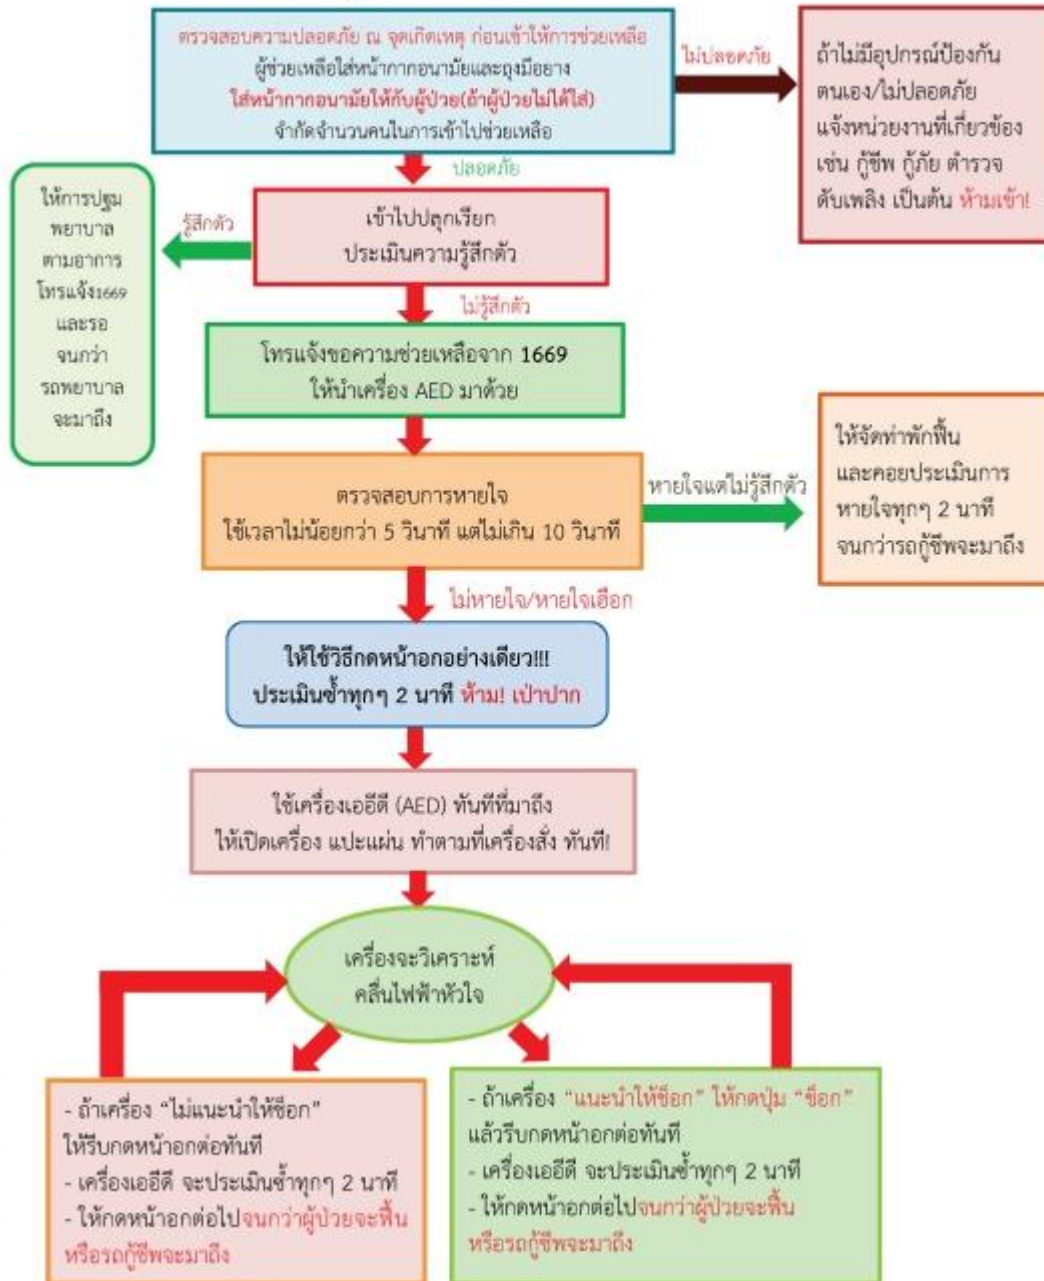 ตรวจสอบความปลอดภัย ณ จุดเกิดเหตุ ก่อนเข้าให้การช่วยเหลือ
ผู้ช่วยเหลือใส่หน้ากากอนามัยและถุงมือยาง
ใส่หน้ากากอนามัยให้กับผู้ป่วย(ถ้าผู้ป่วยไม่ได้ใส่)
จำกัดจำนวนคนในการเข้าไปช่วยเหลือ
ไม่ปลอดภัย
ถ้าไม่มีอุปกรณ์ป้องกัน
ตนเอง/ไม่ปลอดภัย
แจ้งหน่วยงานที่เกี่ยวข้อง
เช่น กู้ชีพ กู้ภัย ตำรวจ
ดับเพลิง เป็นต้น ห้ามเข้า!
ปลอดภัย
เข้าไปปลุกเรียก
ประเมินความรู้สึกตัว
รู้สึกตัว
ให้การปฐม
พยาบาล
ตามอาการ
โทรแจ้ง1669
และรอ
จนกว่า
รถพยาบาล
จะมาถึง
ไม่รู้สึกตัว
โทรแจ้งขอความช่วยเหลือจาก 1669
ให้นำเครื่อง AED มาด้วย
ตรวจสอบการหายใจ
ใช้เวลาไม่น้อยกว่า 5 วินาที แต่ไม่เกิน 10 วินาที
หายใจแต่ไม่รู้สึกตัว
ให้จัดท่าพักฟื้น
และคอยประเมินการ
หายใจทุกๆ 2 นาที
จนกว่ารถกู้ชีพจะมาถึง
ไม่หายใจ/หายใจเฮือก
ให้ใช้วิธีกดหน้าอกอย่างเดียว!!!
ประเมินซ้ำทุกๆ 2 นาที ห้าม! เป่าปาก
ใช้เครื่องเออีดี (AED) ทันทีที่มาถึง
ให้เปิดเครื่อง แปะแผ่น ทำตามที่เครื่องสั่ง ทันที!
เครื่องจะวิเคราะห์
คลื่นไฟฟ้าหัวใจ
- ถ้าเครื่อง “ไม่แนะนำให้ช็อก”
ให้รีบกดหน้าอกต่อทันที
- เครื่องเออีดี จะประเมินซ้ำทุกๆ 2 นาที
- ให้กดหน้าอกต่อไปจนกว่าผู้ป่วยจะฟื้น
หรือรถกู้ชีพจะมาถึง
- ถ้าเครื่อง “แนะนำให้ช็อก” ให้กดปุ่ม “ช็อก”
แล้วรีบกดหน้าอกต่อทันที
- เครื่องเออีดี จะประเมินซ้ำทุกๆ 2 นาที
- ให้กดหน้าอกต่อไปจนกว่าผู้ป่วยจะฟื้น
หรือรถกู้ชีพจะมาถึง